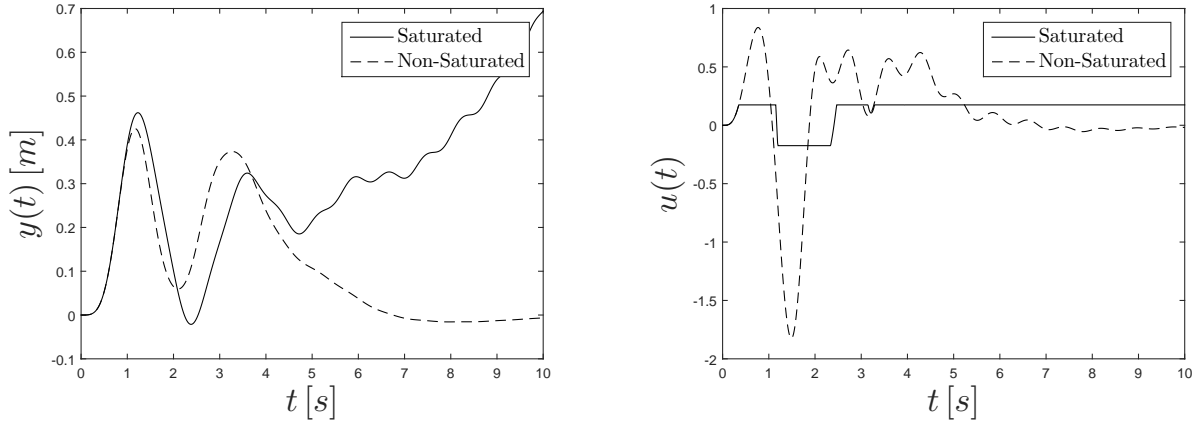 0.7
0.6
0.5
0.4
0.3
0.2
0.1
0
-0.1
y(t) [m]
Saturated
Non-Saturated
0 1 2 3 4 5 6 7 8 9 10
t [s]
1
0.5
0
-0.5
-1
-1.5
-2
u(t)
Saturated
Non-Saturated
0 1 2 3 4 5 6 7 8 9 10
t [s]